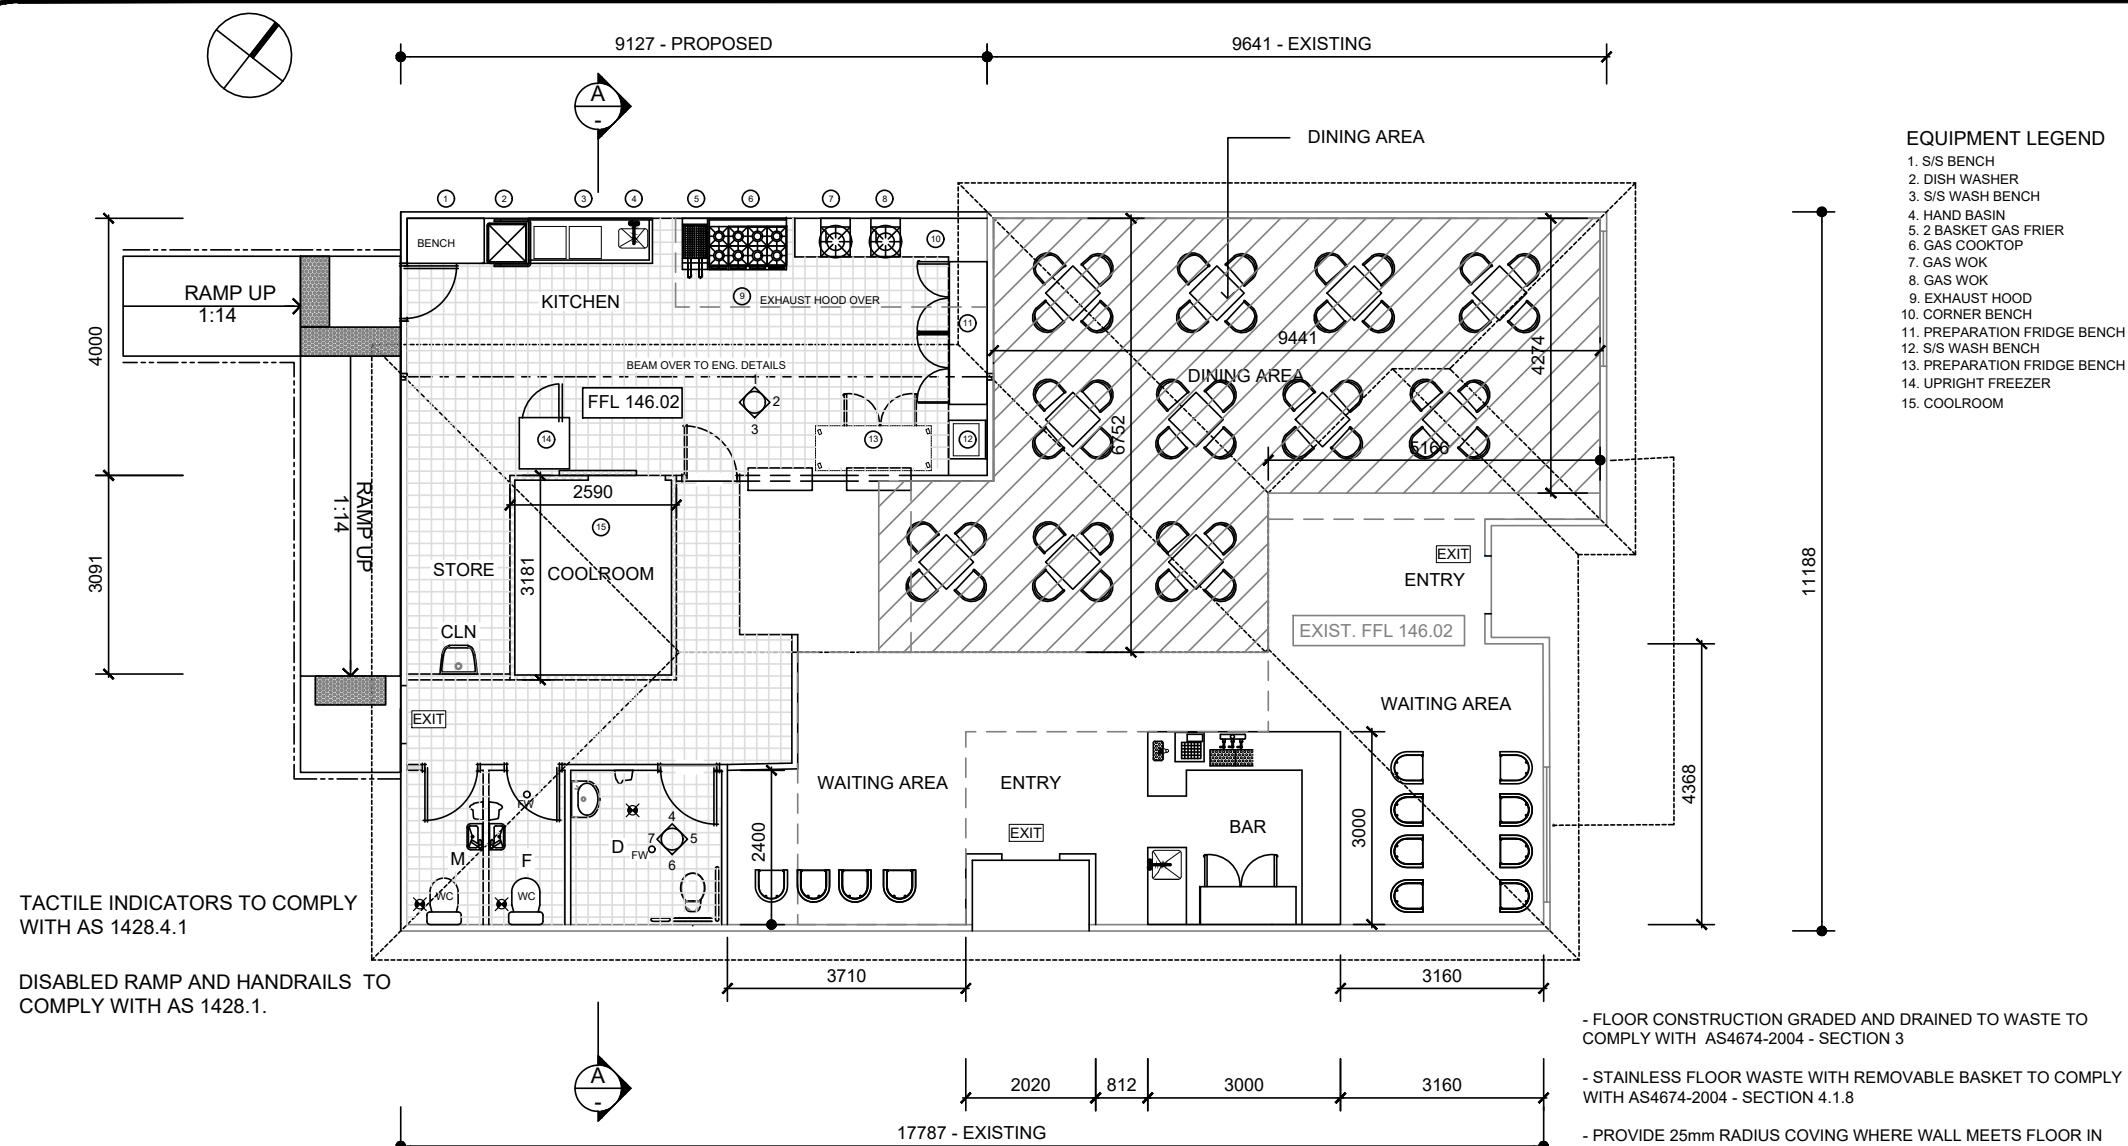 9127 - PROPOSED
9641 - EXISTING
A
-
DINING AREA
EQUIPMENT LEGEND
1. S/S BENCH
2. DISH WASHER
3. S/S WASH BENCH
4. HAND BASIN
5. 2 BASKET GAS FRIER
6. GAS COOKTOP
7. GAS WOK
8. GAS WOK
9. EXHAUST HOOD
10. CORNER BENCH
11. PREPARATION FRIDGE BENCH
12. S/S WASH BENCH
13. PREPARATION FRIDGE BENCH
14. UPRIGHT FREEZER
15. COOLROOM
1
2
3
4
5
6
7
8
BENCH
10
RAMP UP
1:14
KITCHEN
9
EXHAUST HOOD OVER
11
4000
9441
4274
BEAM OVER TO ENG. DETAILS
DINING AREA
FFL 146.02
1
2
3
14
13
12
6752
5166
2590
RAMP UP
1:14
15
3091
STORE
3181
COOLROOM
EXIT
ENTRY
11188
CLN
EXIST. FFL 146.02
EXIT
WAITING AREA
WAITING AREA
ENTRY
4368
FW
4
7
5
6
D
FW
M
F
2400
EXIT
BAR
3000
WC
WC
TACTILE INDICATORS TO COMPLY
WITH AS 1428.4.1
DISABLED RAMP AND HANDRAILS TO
COMPLY WITH AS 1428.1.
3710
3160
- FLOOR CONSTRUCTION GRADED AND DRAINED TO WASTE TO
COMPLY WITH AS4674-2004 - SECTION 3
A
-
2020
812
3000
3160
- STAINLESS FLOOR WASTE WITH REMOVABLE BASKET TO COMPLY
WITH AS4674-2004 - SECTION 4.1.8
17787 - EXISTING
- PROVIDE 25mm RADIUS COVING WHERE WALL MEETS FLOOR IN